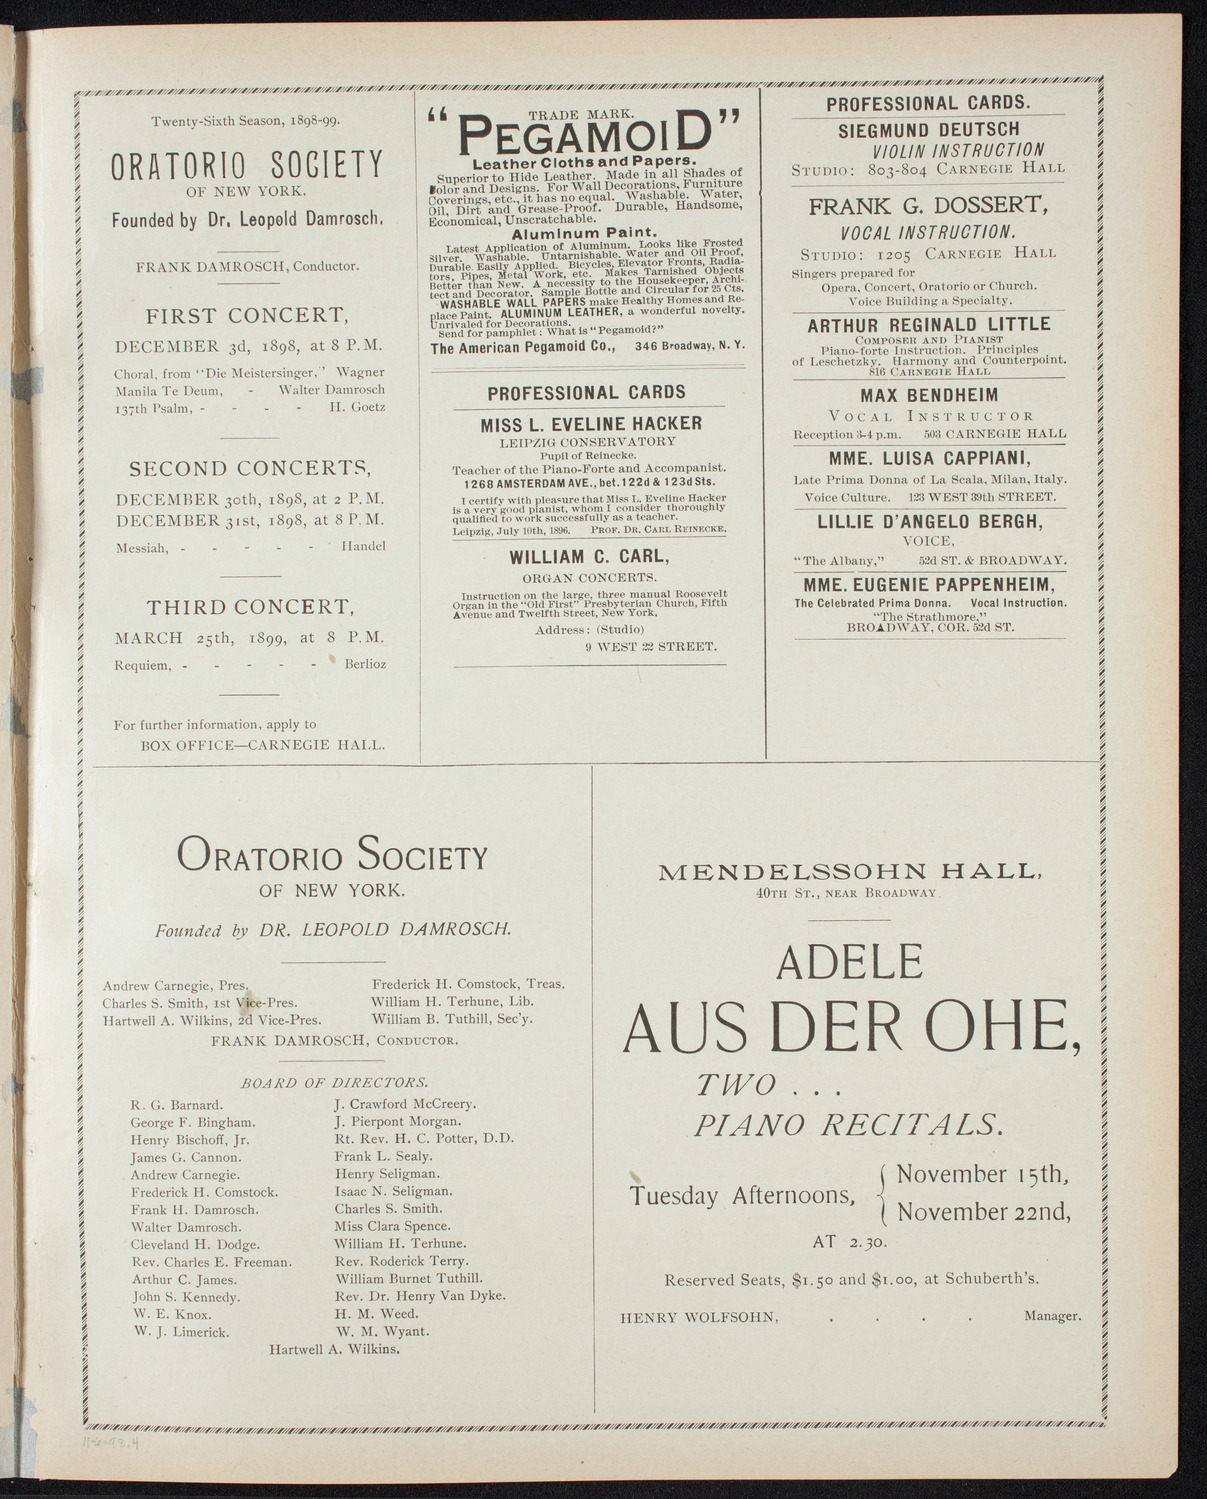 Twenty-Sixth Season, 1898-99.
ORATORIO SOCIETY
OF NEW YORK.
Founded by Dr. Leopold Damrosch.
FRANK DAMROSCH, Conductor.
FIRST CONCERT,
DECEMBER 3d, 1898, at 8 P. M.
Choral, from "Die Meistersinger," Wagner
Manila Te Deum, - Walter Damrosch
137th Psalm, - - - - H. Goetz
SECOND CONCERTS,
DECEMBER 30th, 1898, at 2 P. M.
DECEMBER 31st, 1898, at 8 P. M.
Messiah, - - - - - Handel
THIRD CONCERT,
MARCH 25th, 1899, at 8 P. M.
Requiem, - - - - - Berlioz
For further information, apply to
BOX OFFICE—CARNEGIE HALL.
TRADE MARK.
"PEGAMOID"
Leather Cloths and Papers.
Superior to Hide Leather. Made in all Shades of
Color and Designs. For Wall Decorations, Furniture
Coverings, etc., it has no equal. Washable. Water,
Oil, Dirt and Grease-Proof. Durable, Handsome,
Economical, Unscratchable.
Aluminum Paint.
Latest Application of Aluminum. Looks like Frosted
Silver. Washable. Untarnishable. Water and Oil Proof,
Durable. Easily Applied. Bicycles, Elevator Fronts, Radia-
tors, Pipes, Metal Work, etc. Makes Tarnished Objects
Better than New. A necessity to the Housekeeper, Archi-
tect and Decorator. Sample Bottle and Circular for 25 Cts.
WASHABLE WALL PAPERS make Healthy Homes and Re-
place Paint. ALUMINUM LEATHER, a wonderful novelty.
Unrivaled for Decorations.
Send for pamphlet: What is "Pegamoid?"
The American Pegamoid Co., 346 Broadway, N. Y.
PROFESSIONAL CARDS
MISS L. EVELINE HACKER
LEIPZIG CONSERVATORY
Pupil of Reinecke.
Teacher of the Piano-Forte and Accompanist.
1268 AMSTERDAM AVE., bet. 122d & 123d Sts.
I certify with pleasure that Miss L. Eveline Hacker
is a very good pianist, whom I consider thoroughly
qualified to work successfully as a teacher.
Leipzig, July 10th, 1896. PROF. DR. CARL REINECKE.
WILLIAM C. CARL,
ORGAN CONCERTS.
Instruction on the large, three manual Roosevelt
Organ in the "Old First" Presbyterian Church, Fifth
Avenue and Twelfth Street, New York.
Address: (Studio)
9 WEST 22 STREET.
PROFESSIONAL CARDS.
SIEGMUND DEUTSCH
VIOLIN INSTRUCTION
STUDIO: 803-804 CARNEGIE HALL
FRANK G. DOSSERT,
VOCAL INSTRUCTION.
STUDIO: 1205 CARNEGIE HALL
Singers prepared for
Opera, Concert, Oratorio or Church.
Voice Building a Specialty.
ARTHUR REGINALD LITTLE
COMPOSER AND PIANIST
Piano-forte Instruction. Principles
of Leschetzky. Harmony and Counterpoint.
816 CARNEGIE HALL
MAX BENDHEIM
VOCAL INSTRUCTOR
Reception 3-4 p.m. 503 CARNEGIE HALL
MME. LUISA CAPPIANI,
Late Prima Donna of La Scala, Milan, Italy.
Voice Culture. 123 WEST 39th STREET.
LILLIE D'ANGELO BERGH,
VOICE,
"The Albany," 52d ST. & BROADWAY.
MME. EUGENIE PAPPENHEIM,
The Celebrated Prima Donna. Vocal Instruction.
"The Strathmore,"
BROADWAY, COR. 52d ST.
ORATORIO SOCIETY
OF NEW YORK.
Founded by DR. LEOPOLD DAMROSCH.
Andrew Carnegie, Pres.
Charles S. Smith, 1st Vice-Pres.
Hartwell A. Wilkins, 2d Vice-Pres.
Frederick H. Comstock, Treas.
William H. Terhune, Lib.
William B. Tuthill, Sec'y.
FRANK DAMROSCH, CONDUCTOR.
BOARD OF DIRECTORS.
R. G. Barnard.
George F. Bingham.
Henry Bischoff, Jr.
James G. Cannon.
Andrew Carnegie.
Frederick H. Comstock.
Frank H. Damrosch.
Walter Damrosch.
Cleveland H. Dodge.
Rev. Charles E. Freeman.
Arthur C. James.
John S. Kennedy.
W. E. Knox.
W. J. Limerick.
J. Crawford McCreery.
J. Pierpont Morgan.
Rt. Rev. H. C. Potter, D.D.
Frank L. Sealy.
Henry Seligman.
Isaac N. Seligman.
Charles S. Smith.
Miss Clara Spence.
William H. Terhune.
Rev. Roderick Terry.
William Burnet Tuthill.
Rev. Dr. Henry Van Dyke.
H. M. Weed.
W. M. Wyant.
Hartwell A. Wilkins.
MENDELSSOHN HALL,
40TH ST., NEAR BROADWAY.
ADELE
AUS DER OHE,
TWO . . .
PIANO RECITALS.
Tuesday Afternoons, { November 15th,
November 22nd,
AT 2.30.
Reserved Seats, $1.50 and $1.00, at Schuberth's.
HENRY WOLFSOHN, . . . . Manager.
11-6-98.4